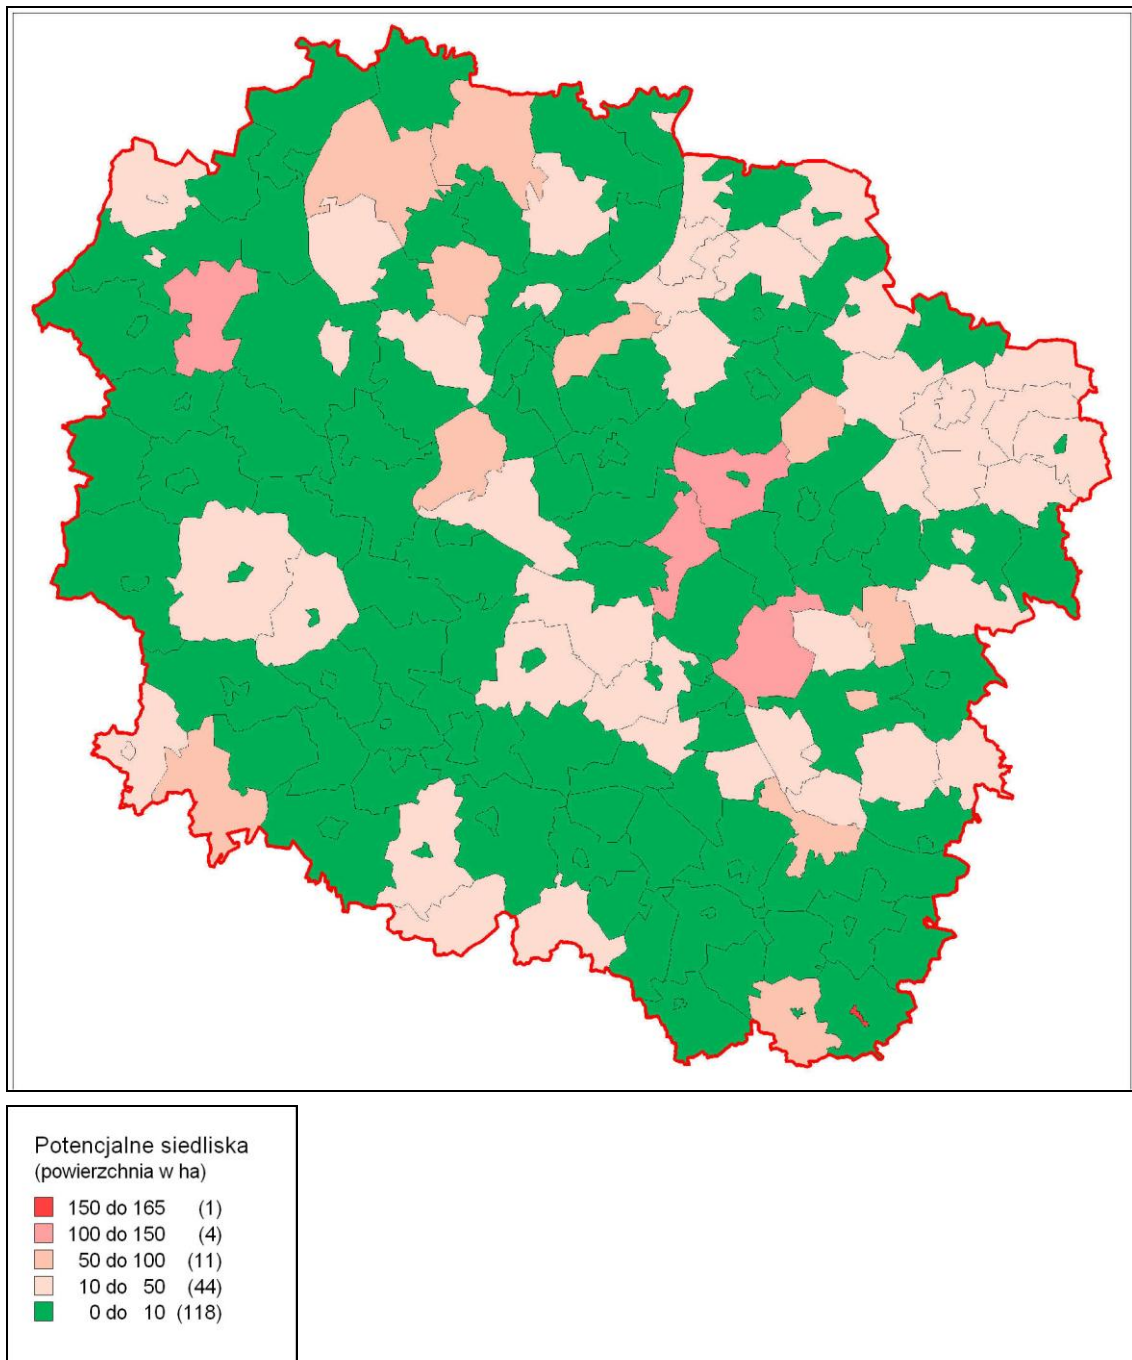 Potencjalne siedliska
(powierzchnia w ha)
150 do 165 (1)
100 do 150 (4)
50 do 100 (11)
10 do 50 (44)
0 do 10 (118)